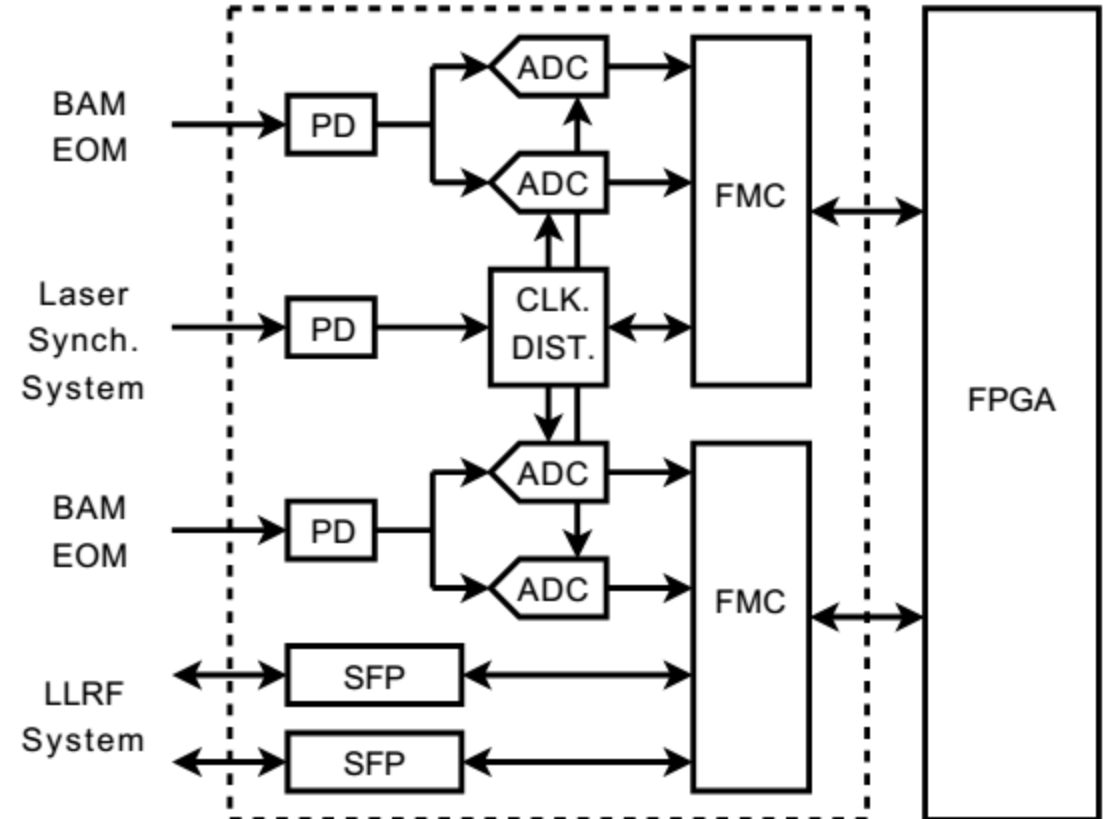 BAM
EOM
PD
ADC
ADC
FMC
Laser
Synch.
System
PD
CLK.
DIST.
FPGA
BAM
EOM
PD
ADC
ADC
FMC
LLRF
System
SFP
SFP